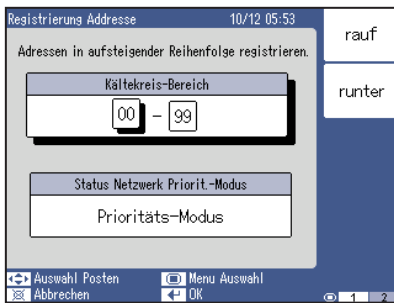 Registrierung Addresse 10/12 05:53
rauf
Adressen in aufsteigender Reihenfolge registrieren.
Kältekreis-Bereich
runter
00 - 99
Status Netzwerk Priorit.-Modus
Prioritäts-Modus
Auswahl Posten Menu Auswahl
Abbrechen OK
1 2